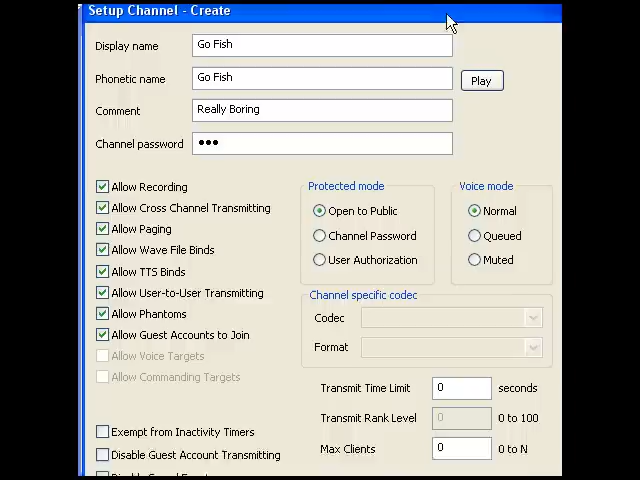 Setup Channel - Create
Display name Go Fish
Phonetic name Go Fish Play
Comment Really Boring
Channel password •••
Allow Recording
Allow Cross Channel Transmitting
Allow Paging
Allow Wave File Binds
Allow TTS Binds
Allow User-to-User Transmitting
Allow Phantoms
Allow Guest Accounts to Join
Allow Voice Targets
Allow Commanding Targets
Exempt from Inactivity Timers
Disable Guest Account Transmitting
Protected mode
Open to Public
Channel Password
User Authorization
Voice mode
Normal
Queued
Muted
Channel specific codec
Codec
Format
Transmit Time Limit 0 seconds
Transmit Rank Level 0 0 to 100
Max Clients 0 0 to N